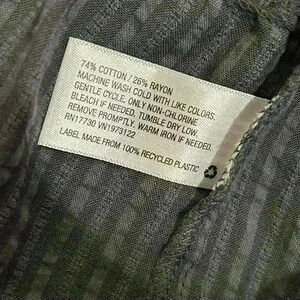 74% COTTON / 26% RAYON
MACHINE WASH COLD WITH LIKE COLORS.
GENTLE CYCLE, ONLY NON-CHLORINE
BLEACH IF NEEDED. TUMBLE DRY LOW.
REMOVE PROMPTLY. WARM IRON IF NEEDED.
RN17730 VN1973122
LABEL MADE FROM 100% RECYCLED PLASTIC